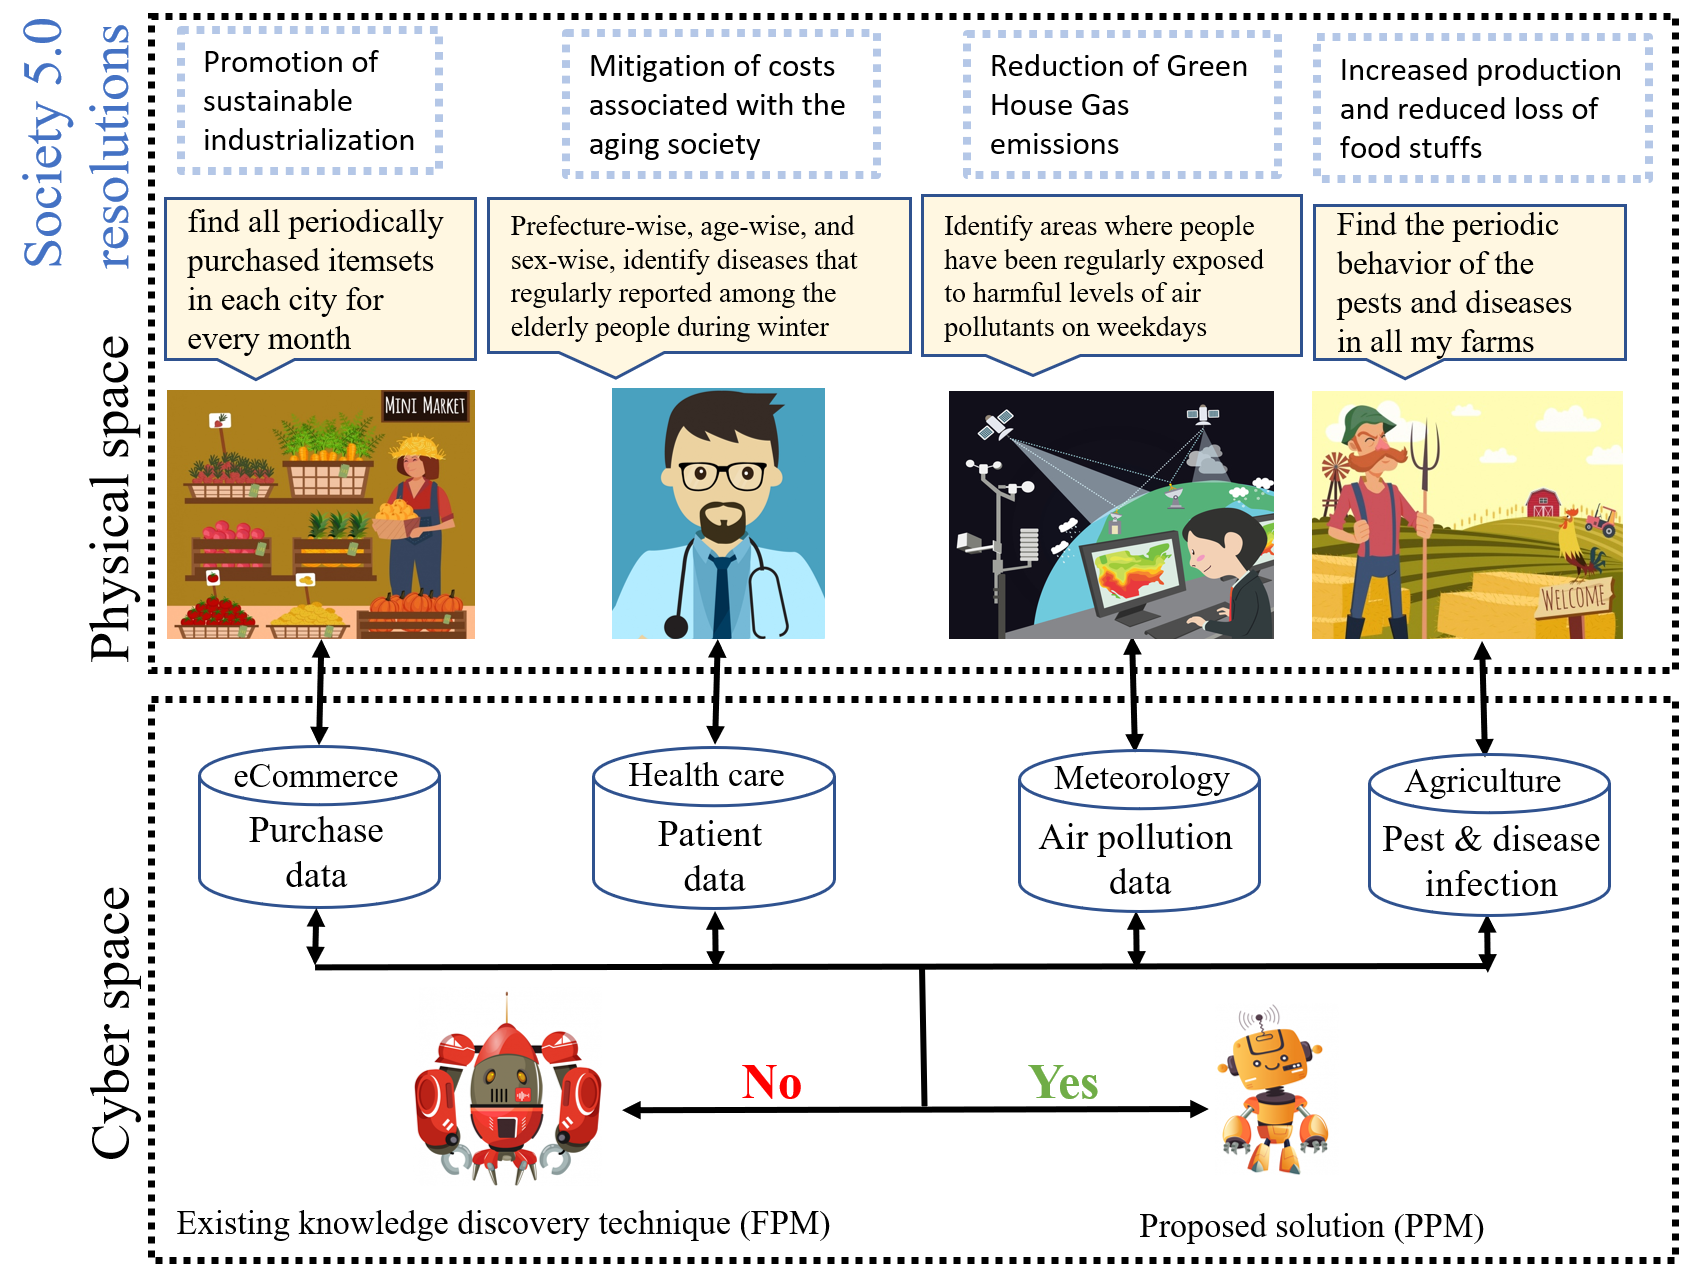 Society 5.0
resolutions
Promotion of
sustainable
industrialization
Mitigation of costs
associated with the
aging society
Reduction of Green
House Gas
emissions
Increased production
and reduced loss of
food stuffs
find all periodically
purchased itemsets
in each city for
every month
Prefecture-wise, age-wise, and
sex-wise, identify diseases that
regularly reported among the
elderly people during winter
Identify areas where people
have been regularly exposed
to harmful levels of air
pollutants on weekdays
Find the periodic
behavior of the
pests and diseases
in all my farms
Physical space
MINI MARKET
WELCOME
Cyber space
eCommerce
Purchase
data
Health care
Patient
data
Meteorology
Air pollution
data
Agriculture
Pest & disease
infection
No
Yes
Existing knowledge discovery technique (FPM)
Proposed solution (PPM)